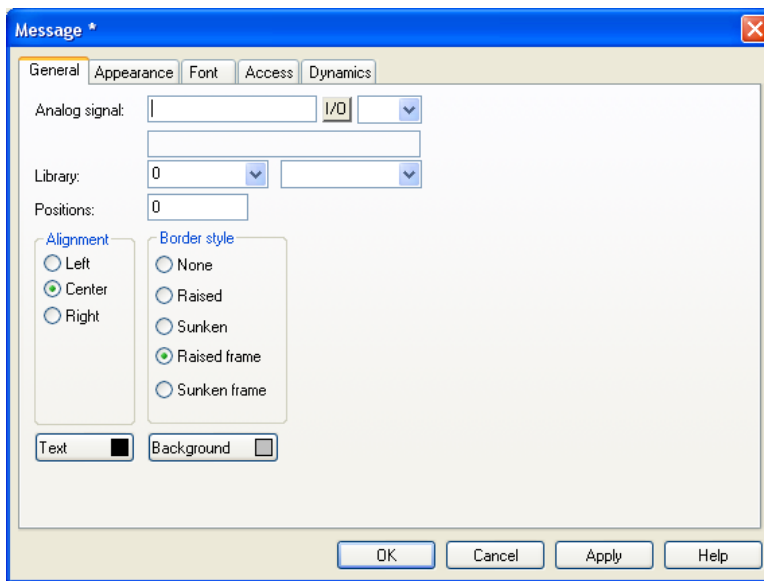 Message *
General Appearance Font Access Dynamics
Analog signal: I/O
Library: 0
Positions: 0
Alignment Border style
Left None
Center Raised
Right Sunken
Raised frame
Sunken frame
Text Background
OK Cancel Apply Help